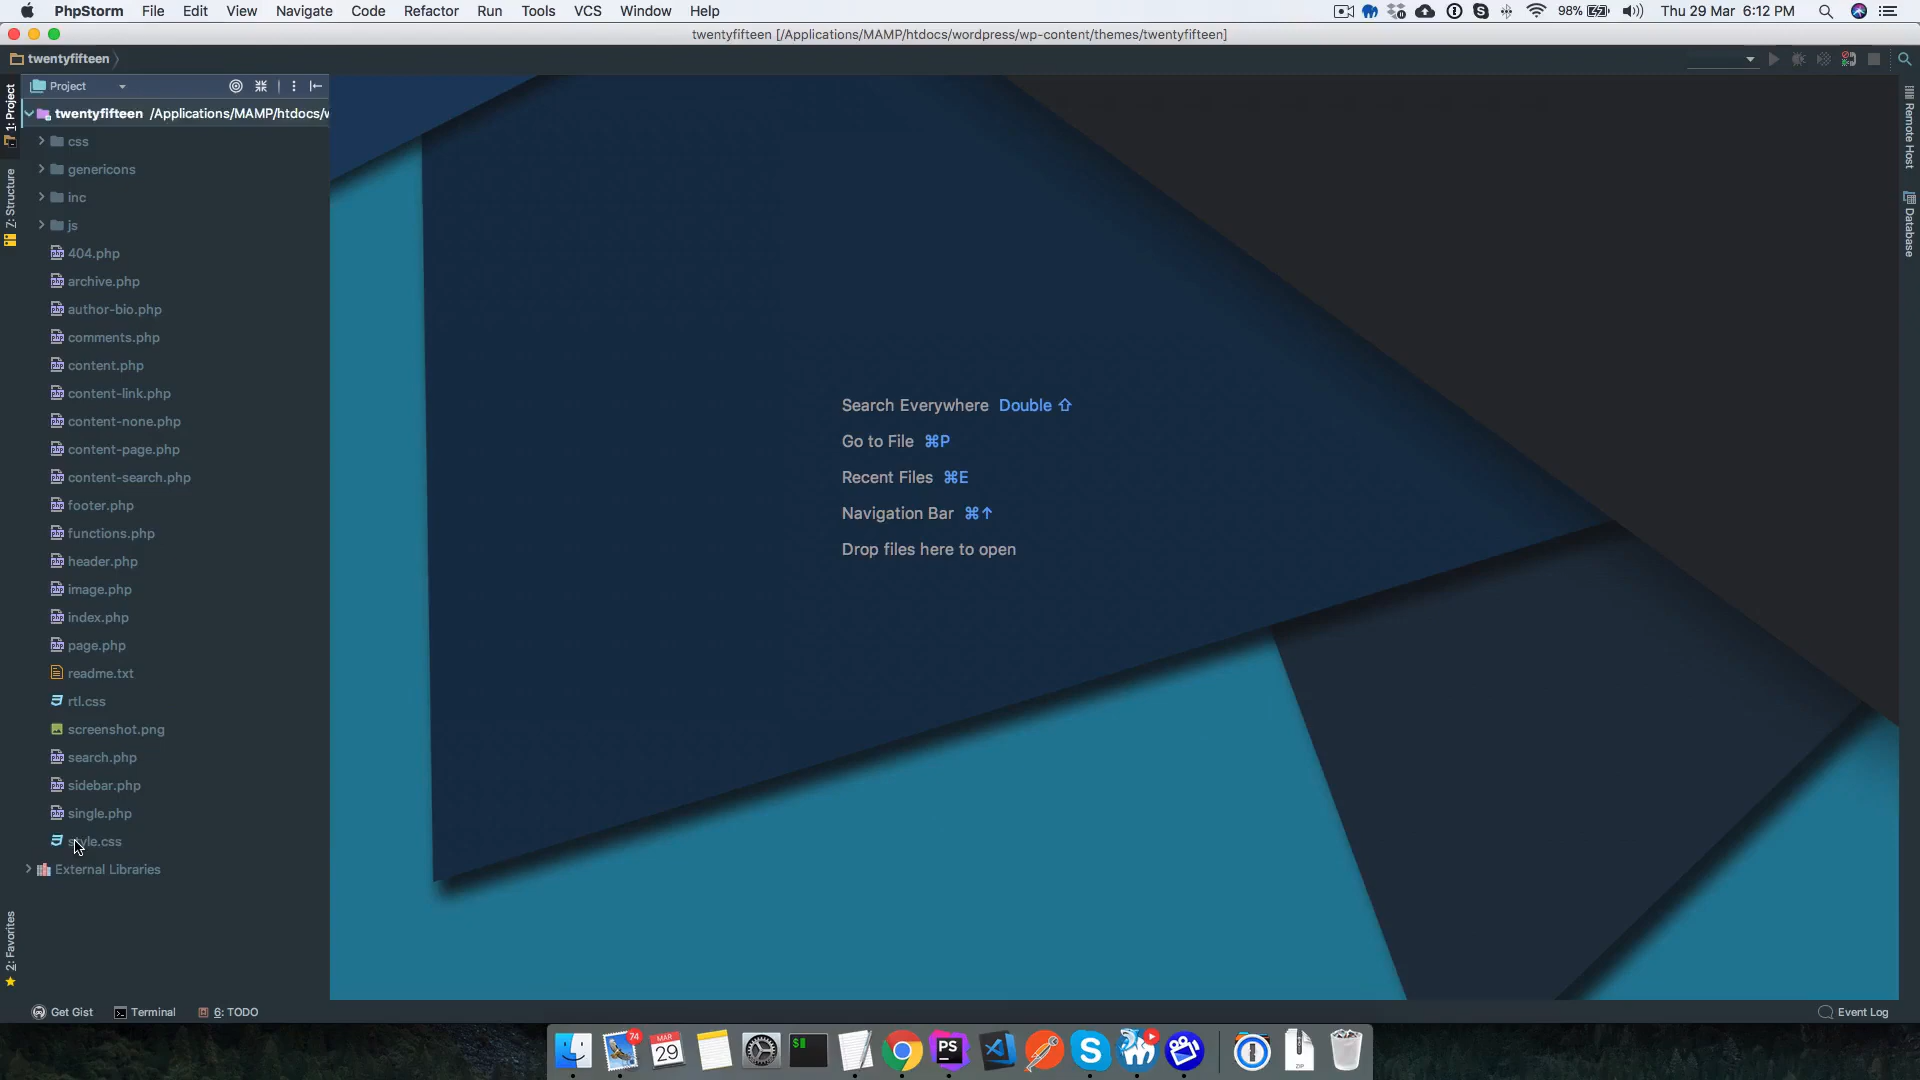 PhpStorm File Edit View Navigate Code Refactor Run Tools VCS Window Help 98% Thu 29 Mar 6:12 PM
twentyfifteen [/Applications/MAMP/htdocs/wordpress/wp-content/themes/twentyfifteen]
twentyfifteen
Project
twentyfifteen /Applications/MAMP/htdocs/w
css
genericons
inc
js
404.php
archive.php
author-bio.php
comments.php
content.php
content-link.php
content-none.php
content-page.php
content-search.php
footer.php
functions.php
header.php
image.php
index.php
page.php
readme.txt
rtl.css
screenshot.png
search.php
sidebar.php
single.php
style.css
External Libraries
1: Project
7: Structure
2: Favorites
Search Everywhere Double ⇧
Go to File ⌘P
Recent Files ⌘E
Navigation Bar ⌘↑
Drop files here to open
Remote Host
Database
Get Gist Terminal 6: TODO Event Log
74
MAR
29
$
PS
ZIP